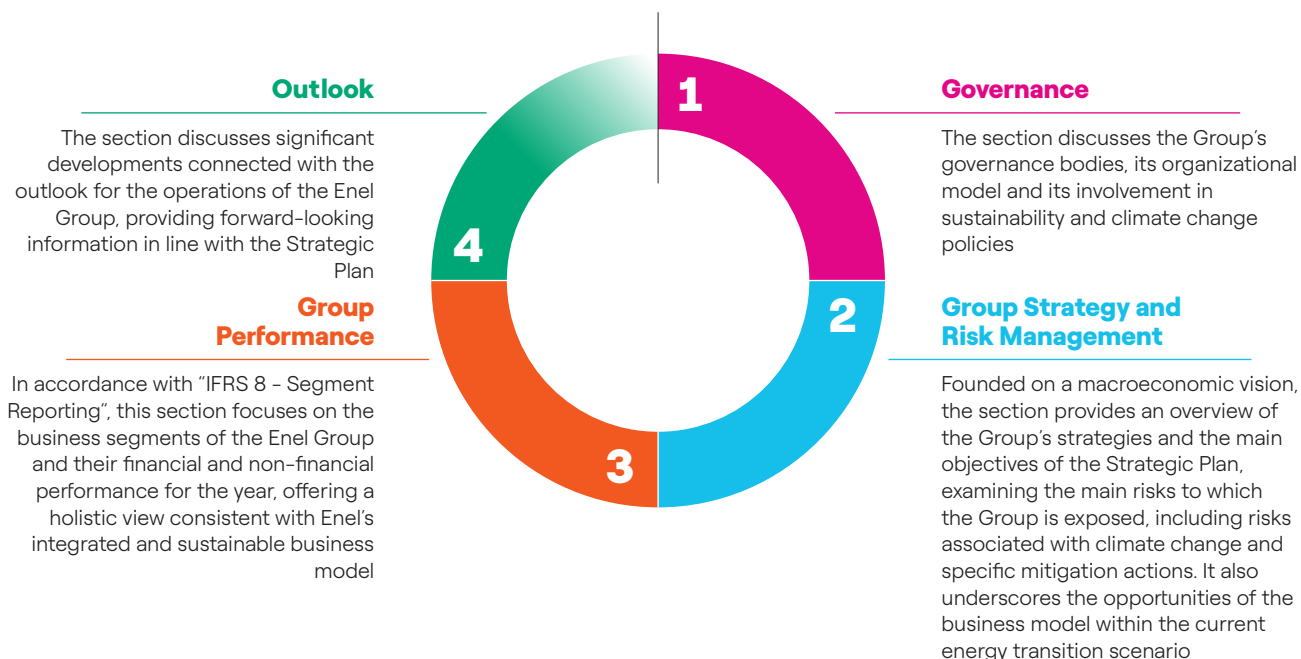 1
Governance
The section discusses the Group's
governance bodies, its organizational
model and its involvement in
sustainability and climate change
policies
2
Group Strategy and
Risk Management
Founded on a macroeconomic vision,
the section provides an overview of
the Group's strategies and the main
objectives of the Strategic Plan,
examining the main risks to which
the Group is exposed, including risks
associated with climate change and
specific mitigation actions. It also
underscores the opportunities of the
business model within the current
energy transition scenario
3
Group
Performance
In accordance with "IFRS 8 - Segment
Reporting", this section focuses on the
business segments of the Enel Group
and their financial and non-financial
performance for the year, offering a
holistic view consistent with Enel's
integrated and sustainable business
model
4
Outlook
The section discusses significant
developments connected with the
outlook for the operations of the Enel
Group, providing forward-looking
information in line with the Strategic
Plan